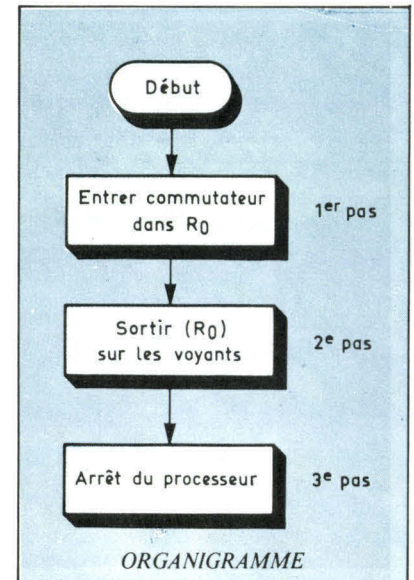 Début
Entrer commutateur
dans R0
1er pas
Sortir (R0)
sur les voyants
2e pas
Arrêt du processeur
3e pas
ORGANIGRAMME